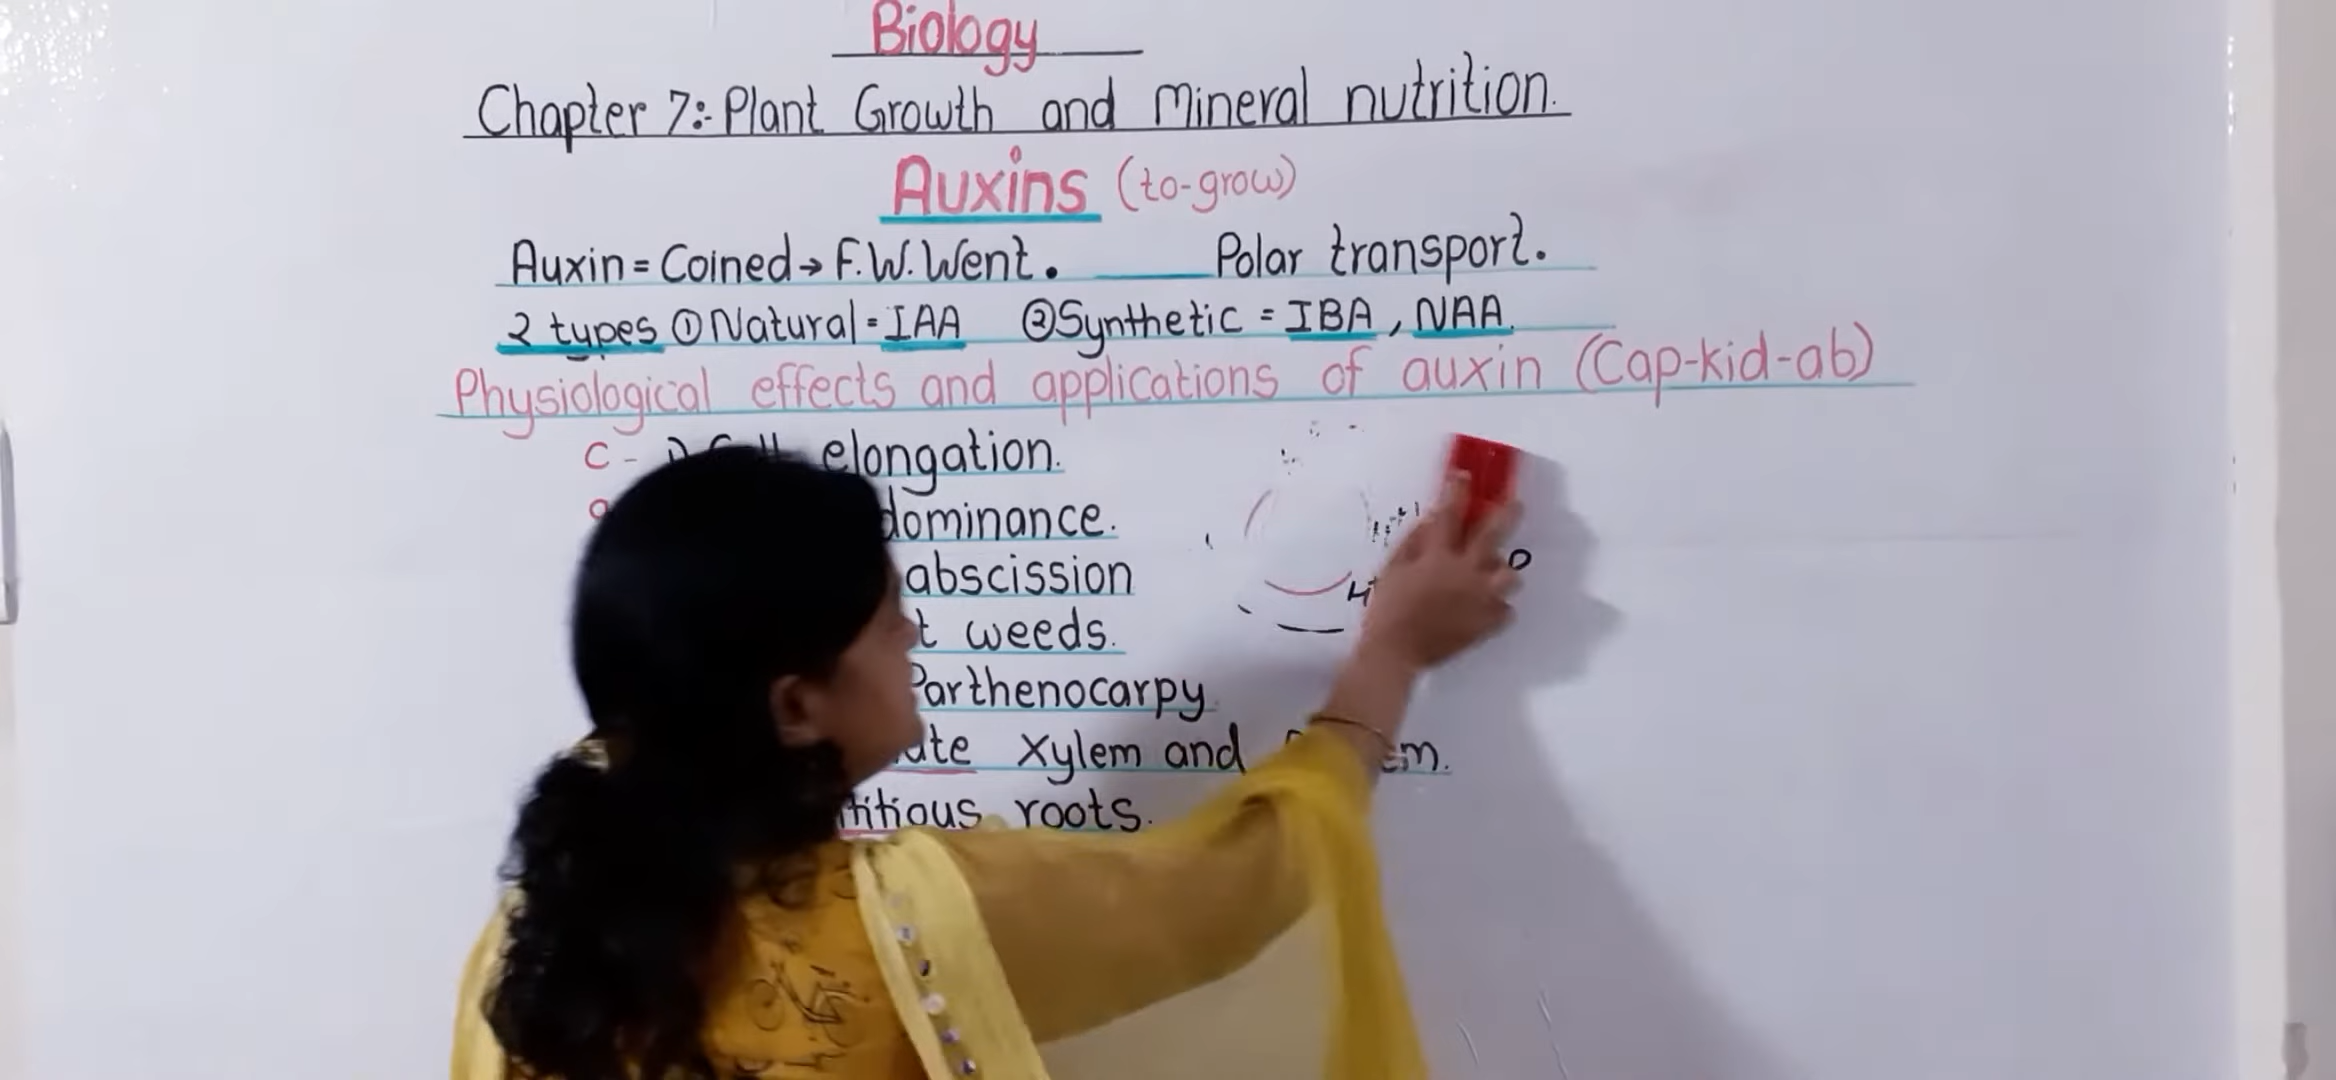 Biology
Chapter 7:- Plant Growth and Mineral nutrition.
Auxins (to-grow)
Auxin = Coined → F.W.Went. Polar transport.
2 types ① Natural = IAA ② Synthetic = IBA, NAA.
Physiological effects and applications of auxin (Cap-kid-ab)
C - elongation.
a dominance.
abscission
weeds.
Parthenocarpy
Xylem and
roots.